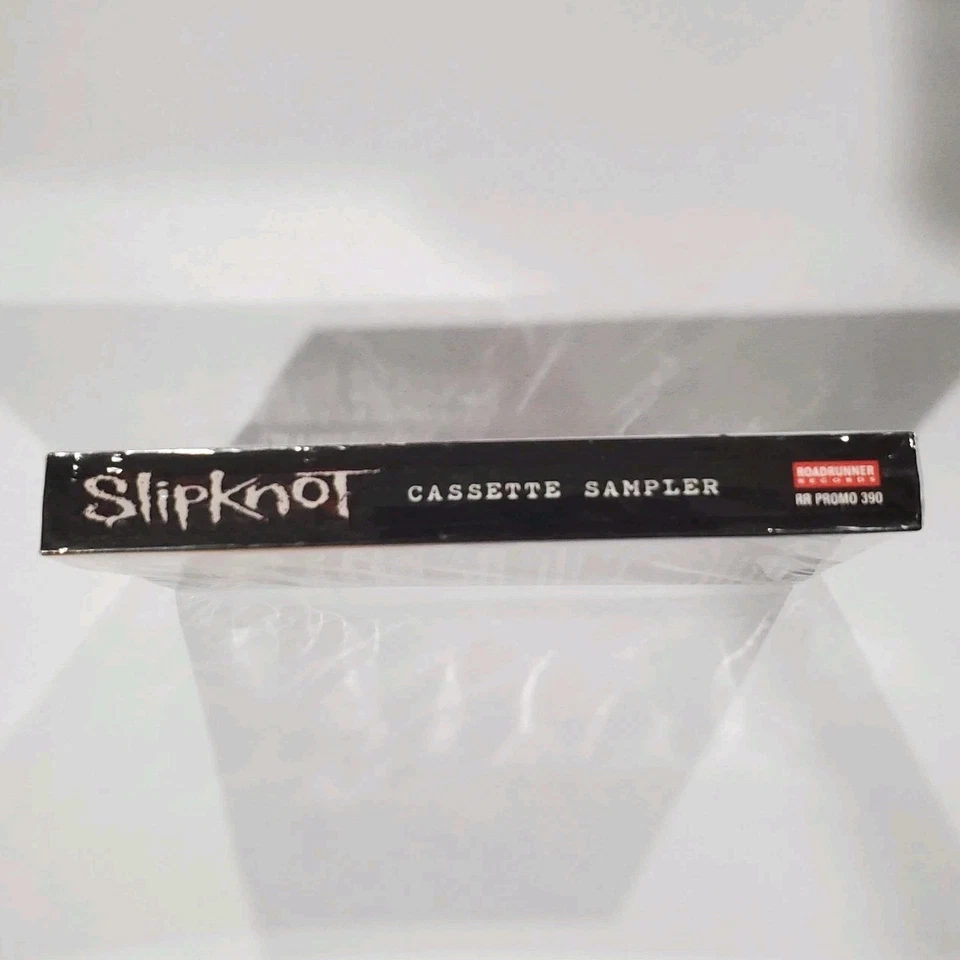 SlipKnoT
CASSETTE SAMPLER
ROADRUNNER
RECORDS
RR PROMO 390